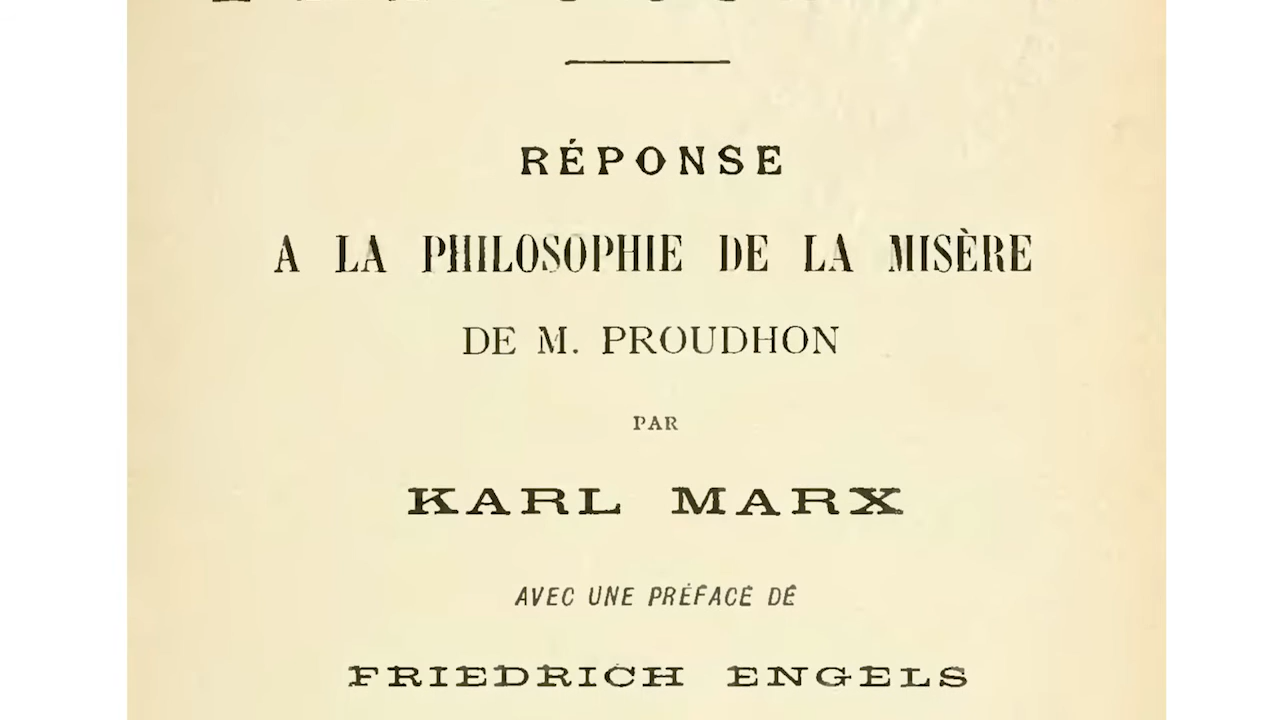 RÉPONSE
A LA PHILOSOPHIE DE LA MISÈRE
DE M. PROUDHON
PAR
KARL MARX
AVEC UNE PRÉFACE DE
FRIEDRICH ENGELS